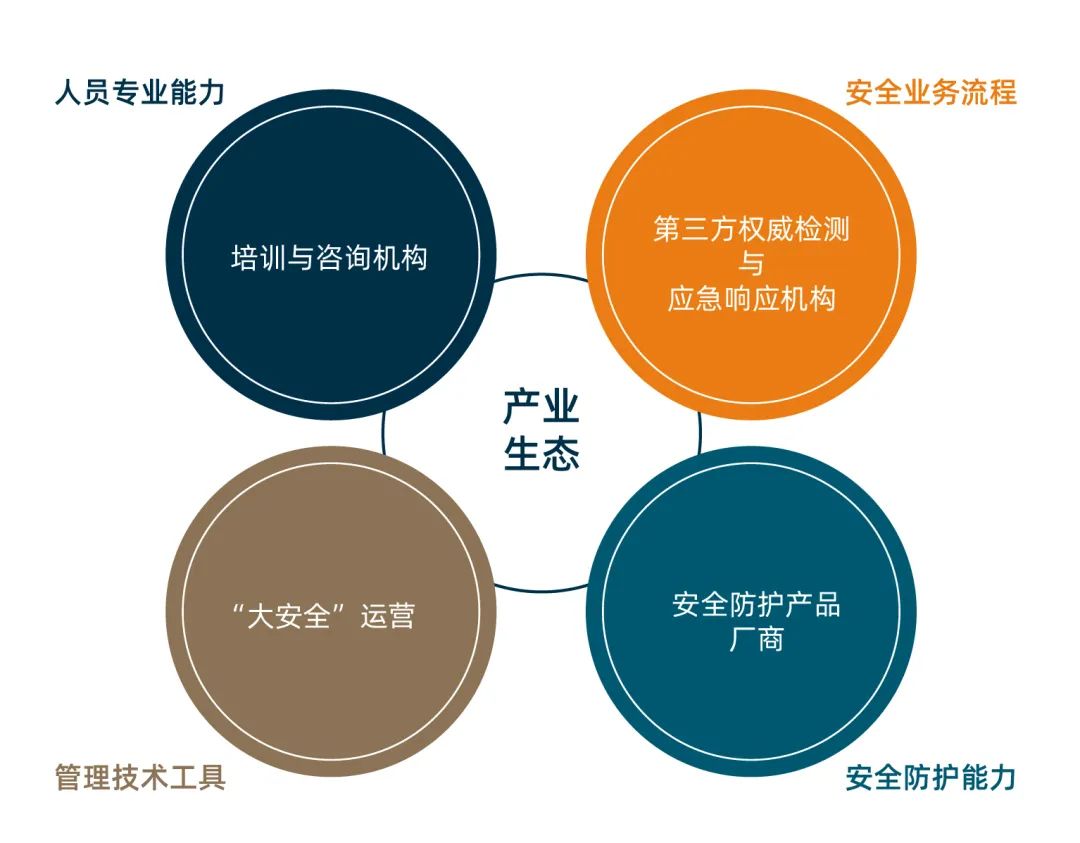 人员专业能力
安全业务流程
培训与咨询机构
第三方权威检测
与
应急响应机构
产业
生态
“大安全”运营
安全防护产品
厂商
管理技术工具
安全防护能力